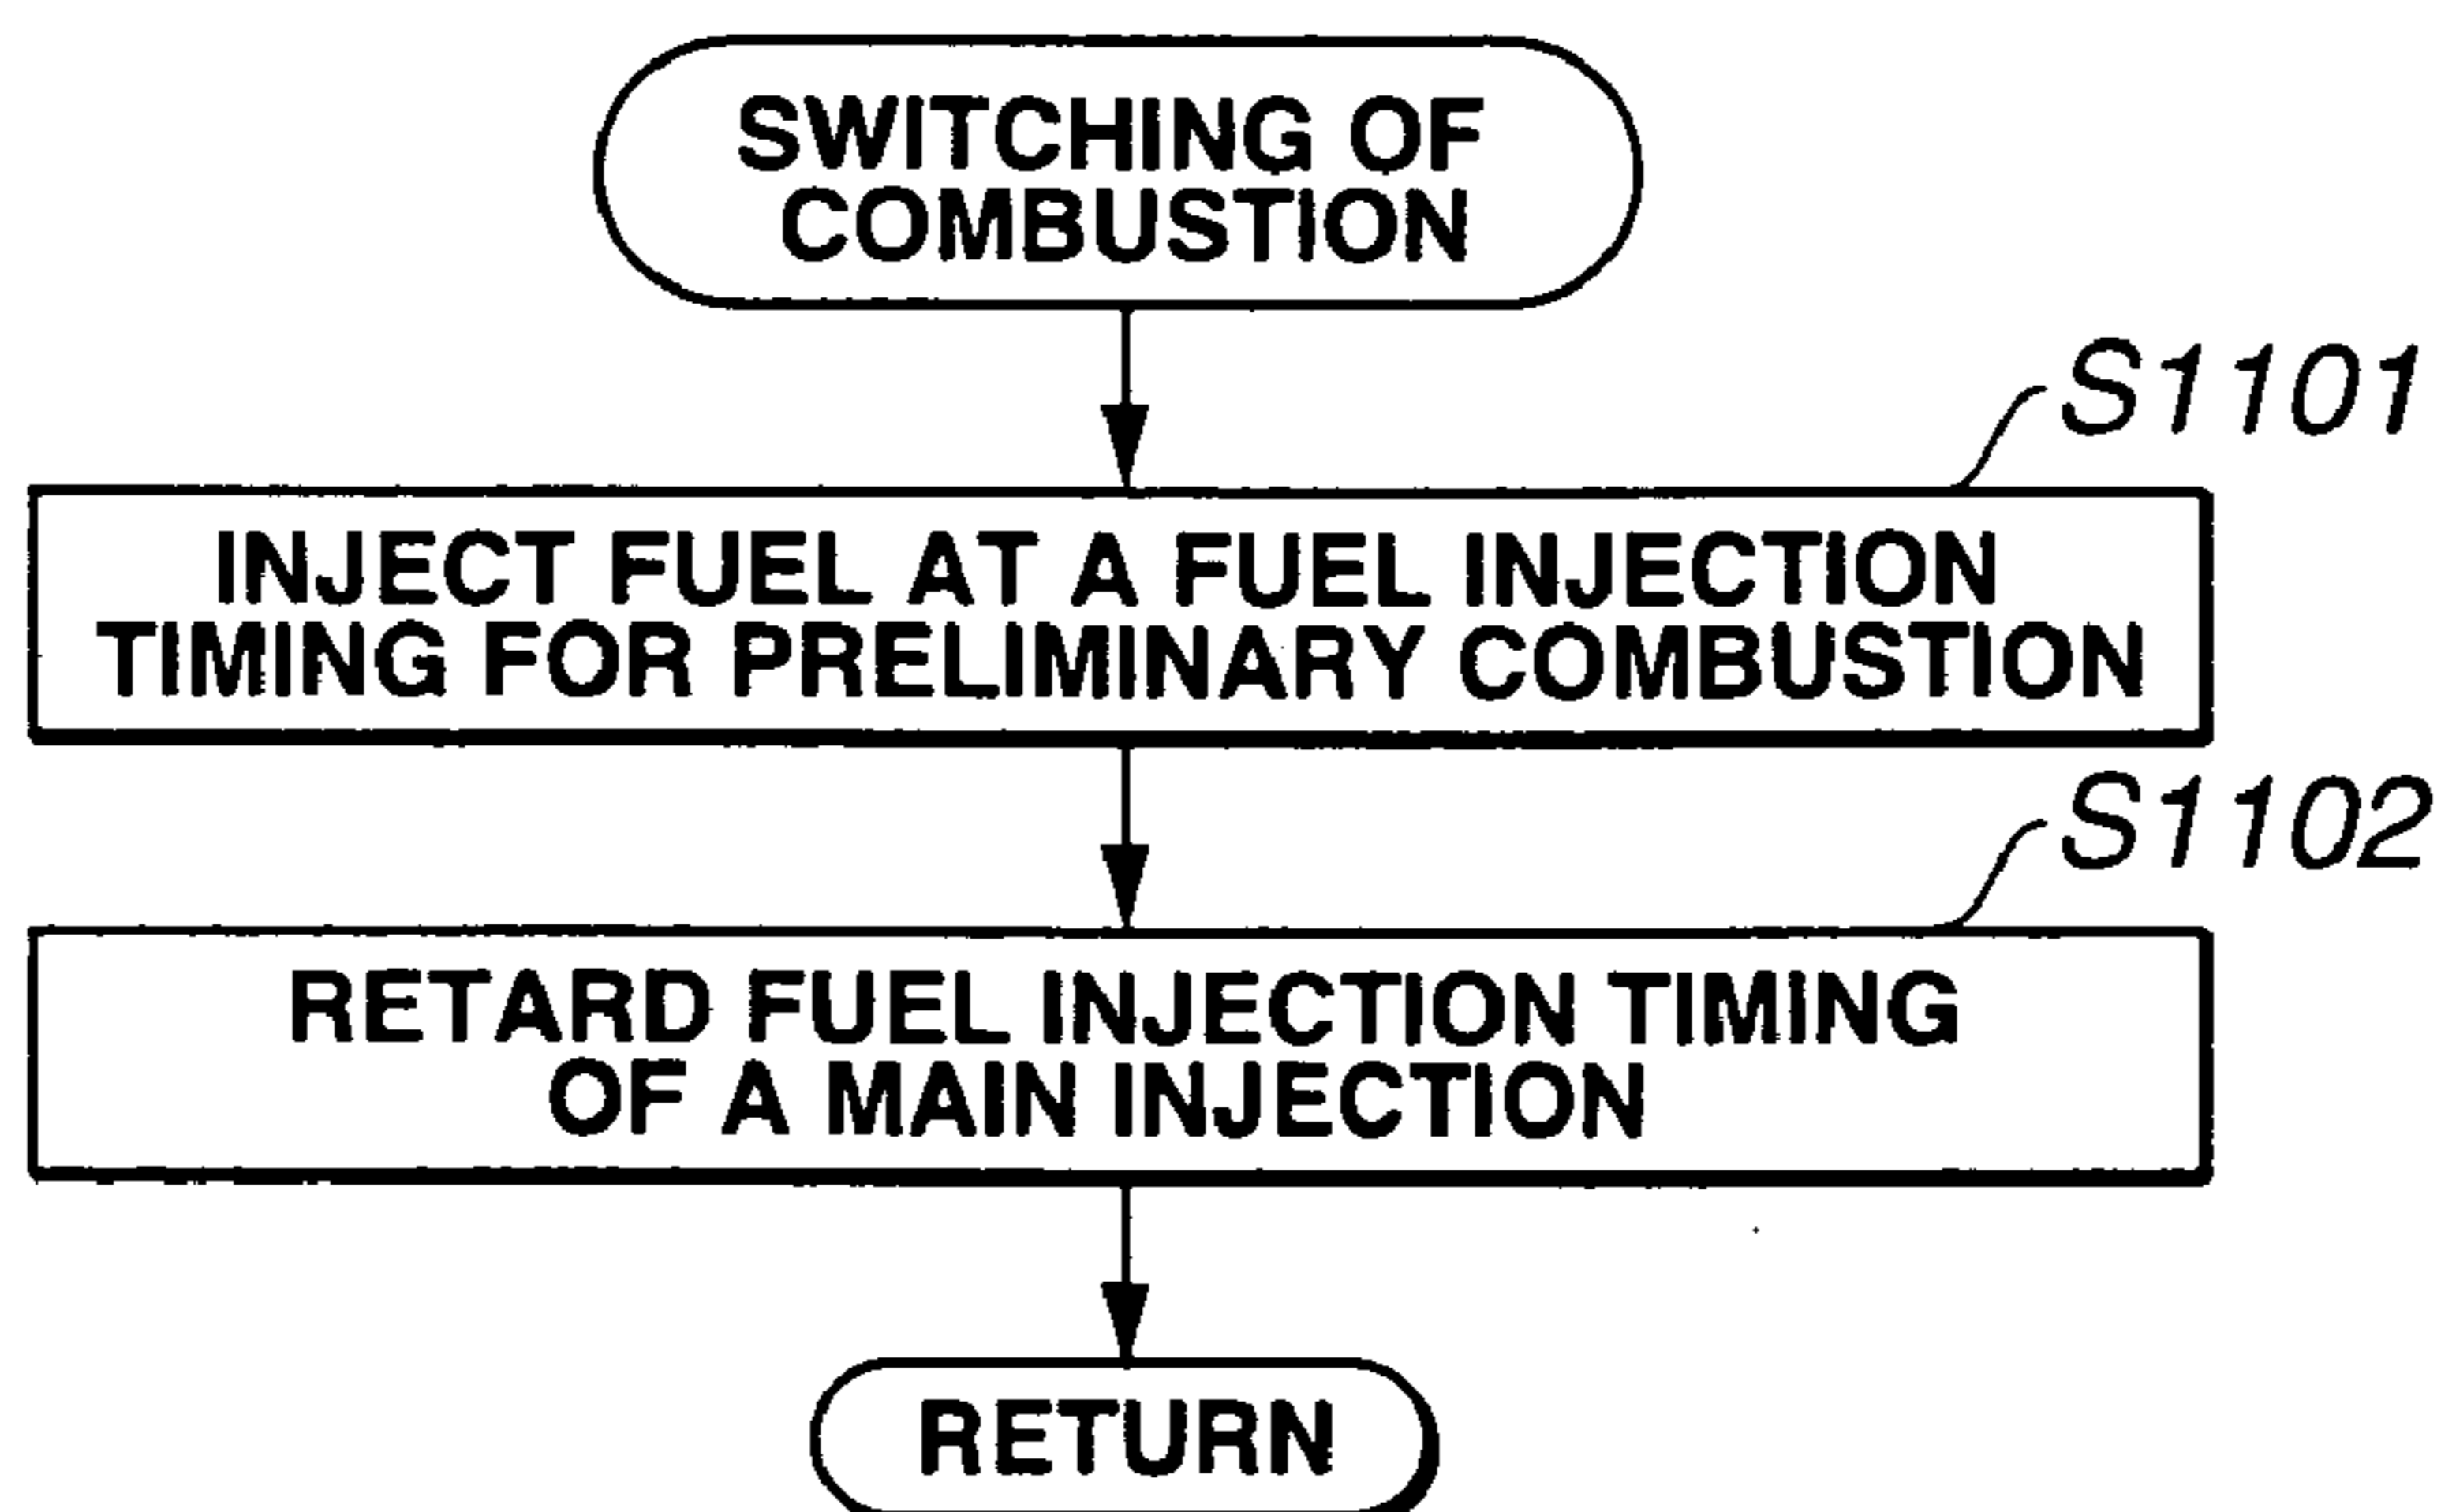 SWITCHING OF
COMBUSTION
S1101
INJECT FUEL AT A FUEL INJECTION
TIMING FOR PRELIMINARY COMBUSTION
S1102
RETARD FUEL INJECTION TIMING
OF A MAIN INJECTION
RETURN